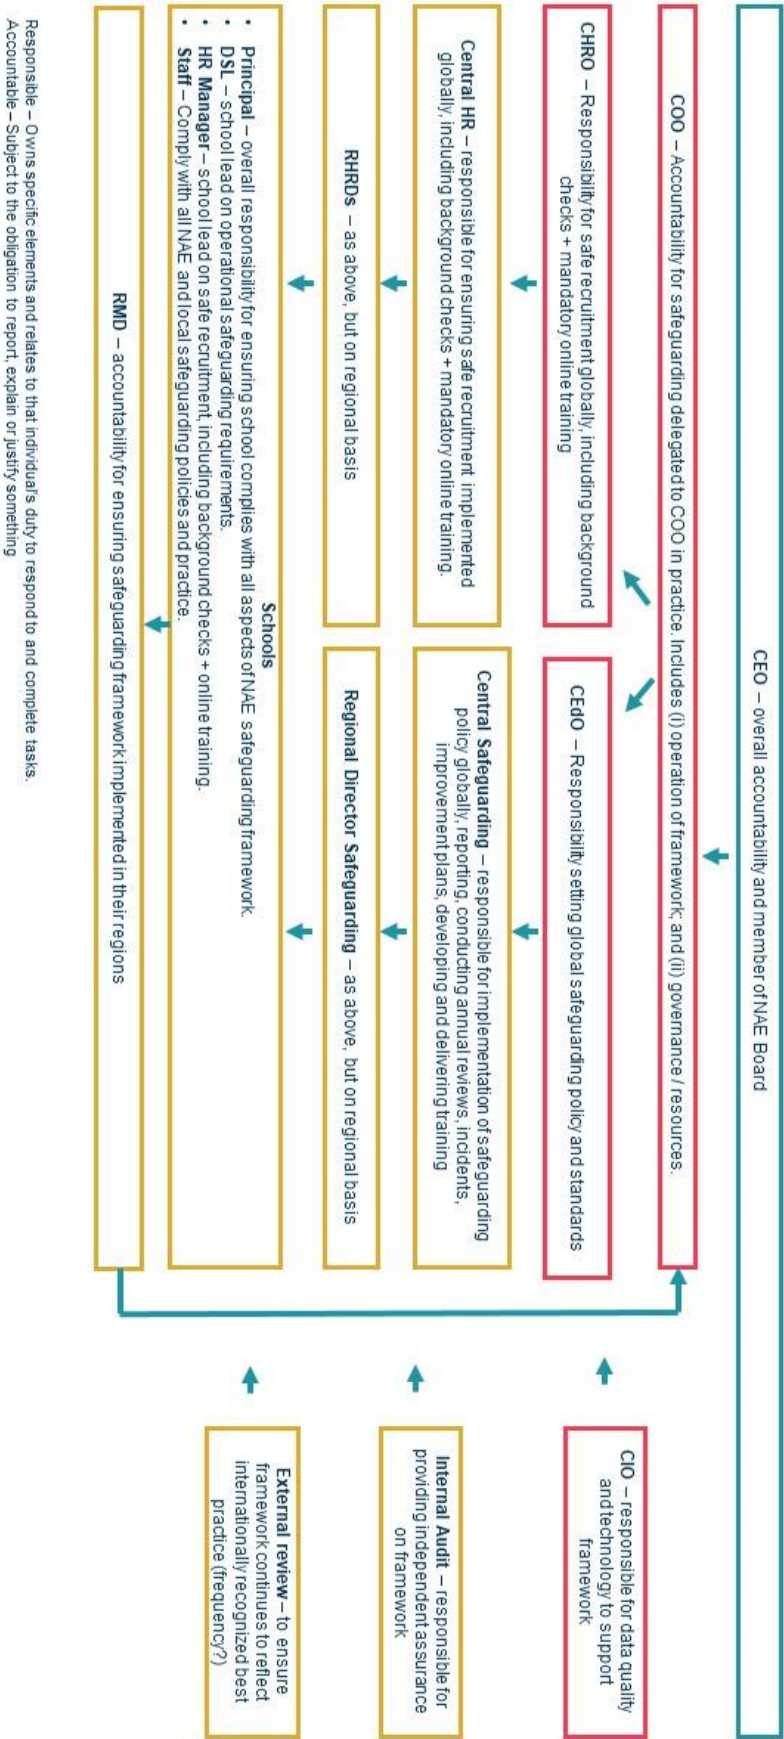 CEO – overall accountability and member of NAE Board
COO – Accountability for safeguarding delegated to COO in practice. Includes (i) operation of framework; and (ii) governance / resources.
CHRO – Responsibility for safe recruitment globally, including background
checks + mandatory online training
CEdO – Responsibility setting global safeguarding policy and standards
CIO – responsible for data quality
and technology to support
framework
Central HR – responsible for ensuring safe recruitment implemented
globally, including background checks + mandatory online training.
Central Safeguarding – responsible for implementation of safeguarding
policy globally, reporting, conducting annual reviews, incidents,
improvement plans, developing and delivering training
Internal Audit – responsible for
providing independent assurance
on framework
RHRDs – as above, but on regional basis
Regional Director Safeguarding – as above, but on regional basis
External review – to ensure
framework continues to reflect
internationally recognized best
practice (frequency?)
Schools
• Principal – overall responsibility for ensuring school complies with all aspects of NAE safeguarding framework.
• DSL – school lead on operational safeguarding requirements.
• HR Manager – school lead on safe recruitment, including background checks + online training.
• Staff – Comply with all NAE and local safeguarding policies and practice.
RMD – accountability for ensuring safeguarding framework implemented in their regions
Responsible – Owns specific elements and relates to that individual's duty to respond to and complete tasks.
Accountable – Subject to the obligation to report, explain or justify something